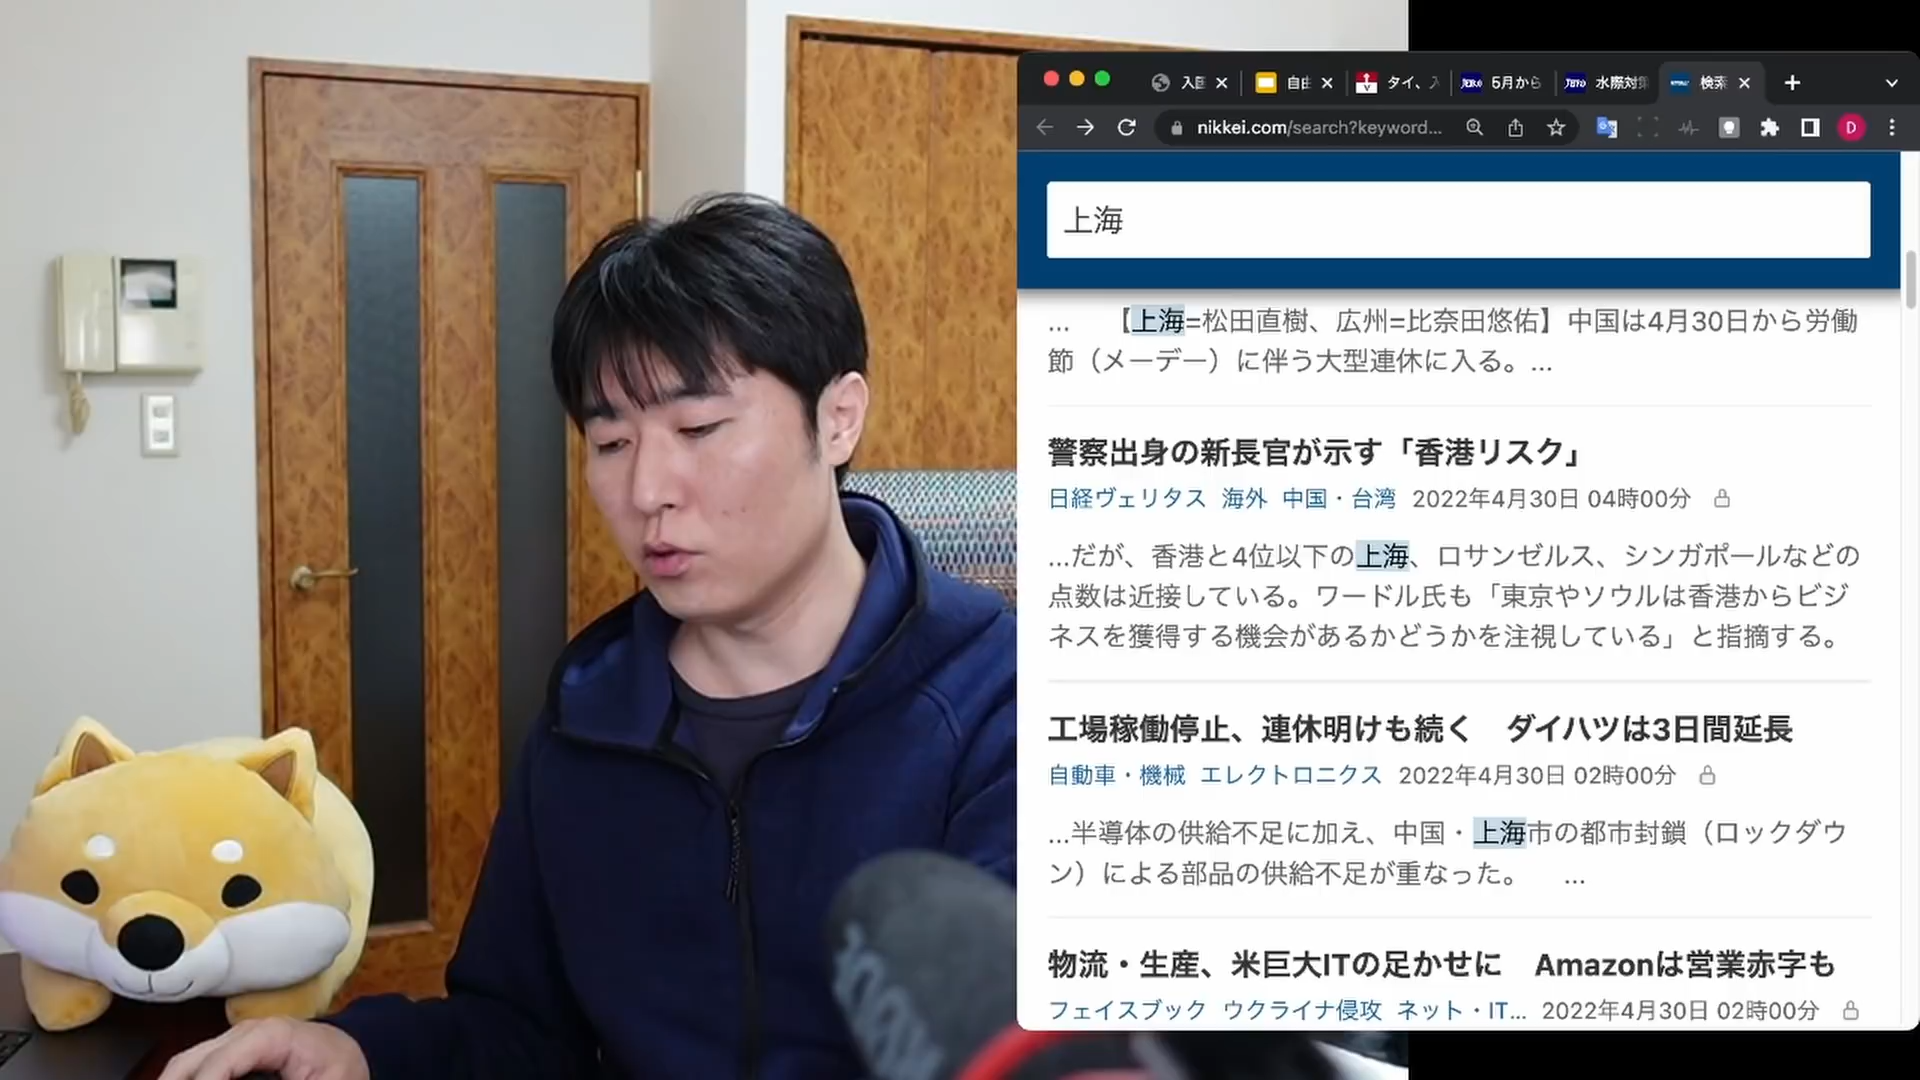 入国
自由
タイ、入
JETRO
5月から
JETRO
水際対策
検索
nikkei.com/search?keyword...
D
上海
... 【上海=松田直樹、広州=比奈田悠佑】中国は4月30日から労働
節（メーデー）に伴う大型連休に入る。...
警察出身の新長官が示す「香港リスク」
日経ヴェリタス 海外 中国・台湾 2022年4月30日 04時00分
...だが、香港と4位以下の上海、ロサンゼルス、シンガポールなどの
点数は近接している。ワードル氏も「東京やソウルは香港からビジ
ネスを獲得する機会があるかどうかを注視している」と指摘する。
工場稼働停止、連休明けも続く ダイハツは3日間延長
自動車・機械 エレクトロニクス 2022年4月30日 02時00分
...半導体の供給不足に加え、中国・上海市の都市封鎖（ロックダウ
ン）による部品の供給不足が重なった。 ...
物流・生産、米巨大ITの足かせに Amazonは営業赤字も
フェイスブック ウクライナ侵攻 ネット・IT... 2022年4月30日 02時00分